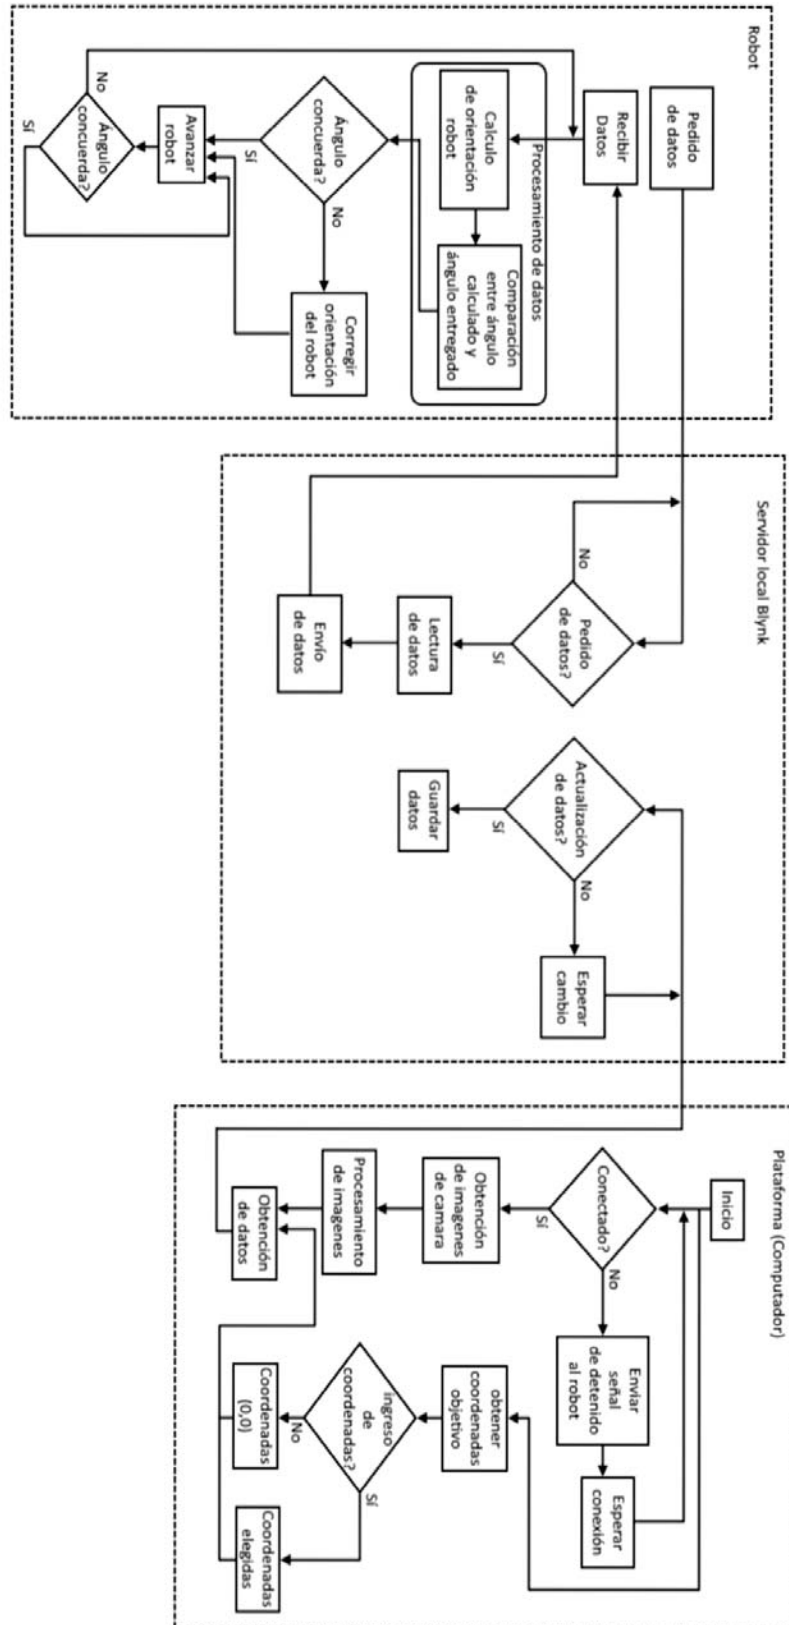 Robot
Pedido
de datos
Recibir
Datos
Procesamiento de datos
Calculo
de orientación
robot
Comparación
entre ángulo
calculado y
ángulo entregado
Ángulo
concuerda?
Sí
No
Corregir
orientación
del robot
Avanzar
robot
Ángulo
concuerda?
No
Sí
Servidor local Blynk
Pedido
de datos?
No
Sí
Lectura
de datos
Envío
de datos
Actualización
de datos?
No
Sí
Esperar
cambio
Guardar
datos
Plataforma (Computador)
Inicio
Conectado?
No
Sí
Enviar
señal
de detenido
al robot
Esperar
conexión
Obtención
de imagenes
de camara
Procesamiento
de imagenes
Obtención
de datos
obtener
coordenadas
objetivo
ingreso
de
coordenadas?
No
Sí
Coordenadas
(0,0)
Coordenadas
elegidas